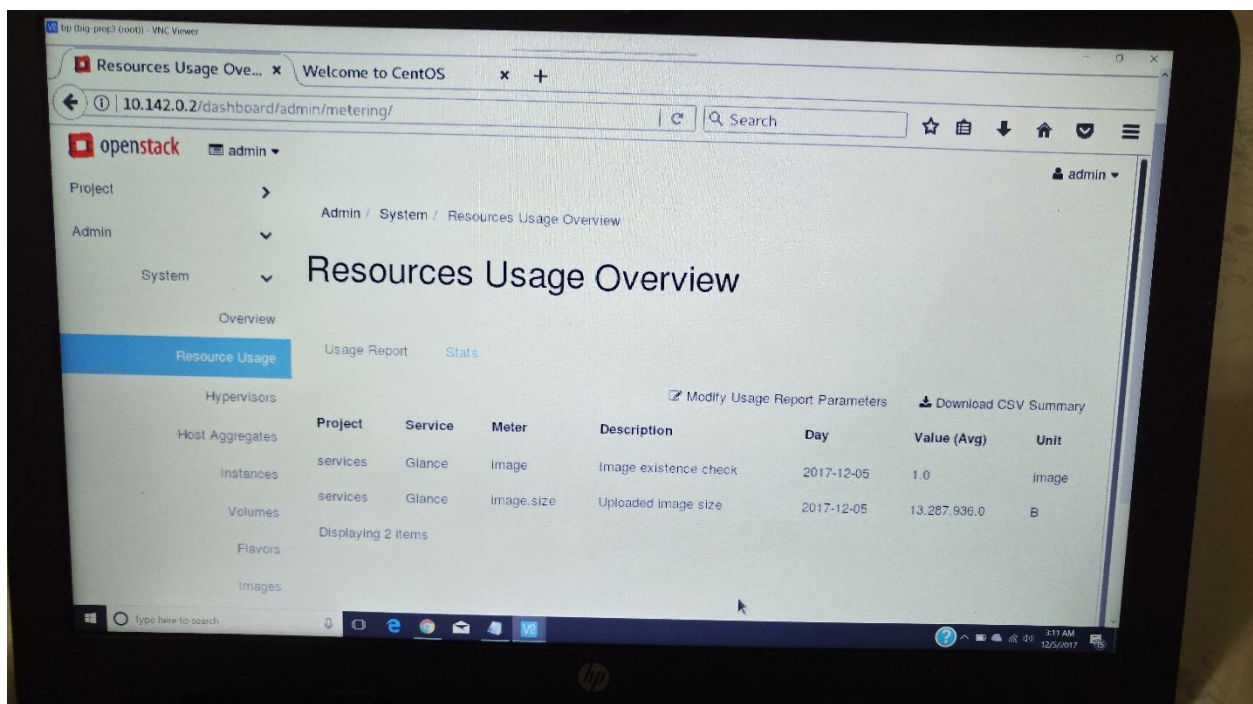 tip (big-proj3 (root)) - VNC Viewer
Resources Usage Ove... × Welcome to CentOS × +
10.142.0.2/dashboard/admin/metering/ Search
openstack admin
admin
Project
Admin
System
Overview
Resource Usage
Hypervisors
Host Aggregates
Instances
Volumes
Flavors
Images
Admin / System / Resources Usage Overview
Resources Usage Overview
Usage Report Stats
Modify Usage Report Parameters Download CSV Summary
Project Service Meter Description Day Value (Avg) Unit
services Glance image Image existence check 2017-12-05 1.0 image
services Glance image.size Uploaded image size 2017-12-05 13,287,936.0 B
Displaying 2 items
Type here to search
3:11 AM
12/5/2017
15
hp